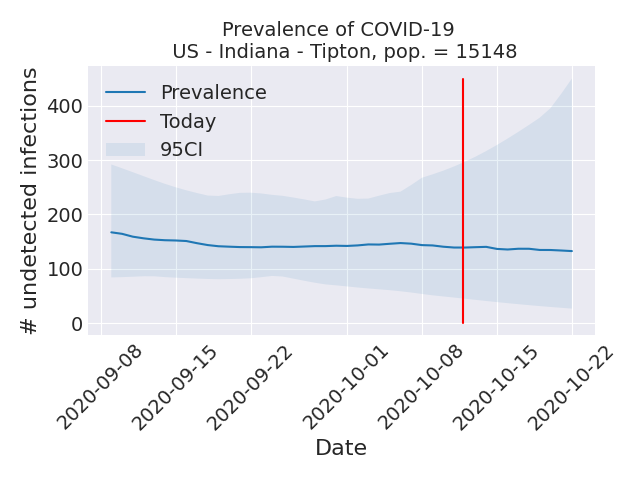 Prevalence of COVID-19
US - Indiana - Tipton, pop. = 15148
# undetected infections
400
300
200
100
0
Prevalence
Today
95CI
2020-09-08
2020-09-15
2020-09-22
2020-10-01
2020-10-08
2020-10-15
2020-10-22
Date